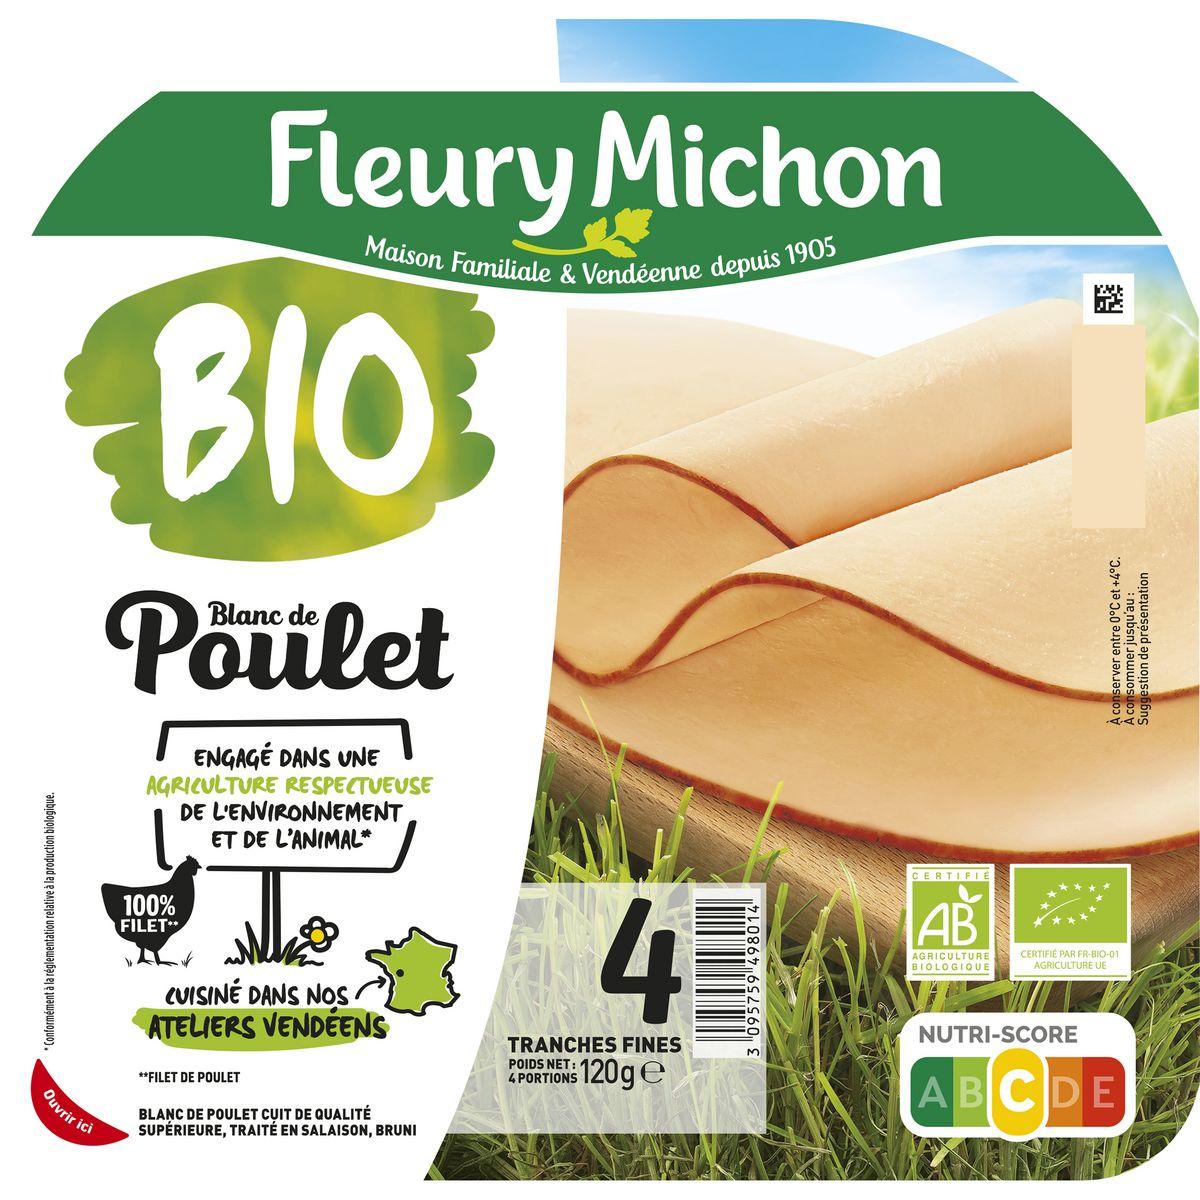 Fleury Michon
Maison Familiale & Vendéenne depuis 1905
BIO
Blanc de
Poulet
ENGAGÉ DANS UNE
AGRICULTURE RESPECTUEUSE
DE L'ENVIRONNEMENT
ET DE L'ANIMAL*
100%
FILET**
CUISINÉ DANS NOS
ATELIERS VENDÉENS
**FILET DE POULET
BLANC DE POULET CUIT DE QUALITÉ
SUPÉRIEURE, TRAITÉ EN SALAISON, BRUNI
* Conformément à la réglementation relative à la production biologique.
Ouvrir ici
4
TRANCHES FINES
POIDS NET :
4 PORTIONS
120g e
3 095759 498014
À conserver entre 0°C et +4°C.
À consommer jusqu'au :
Suggestion de présentation
CERTIFIÉ
AB
AGRICULTURE
BIOLOGIQUE
CERTIFIÉ PAR FR-BIO-01
AGRICULTURE UE
NUTRI-SCORE
A B C D E